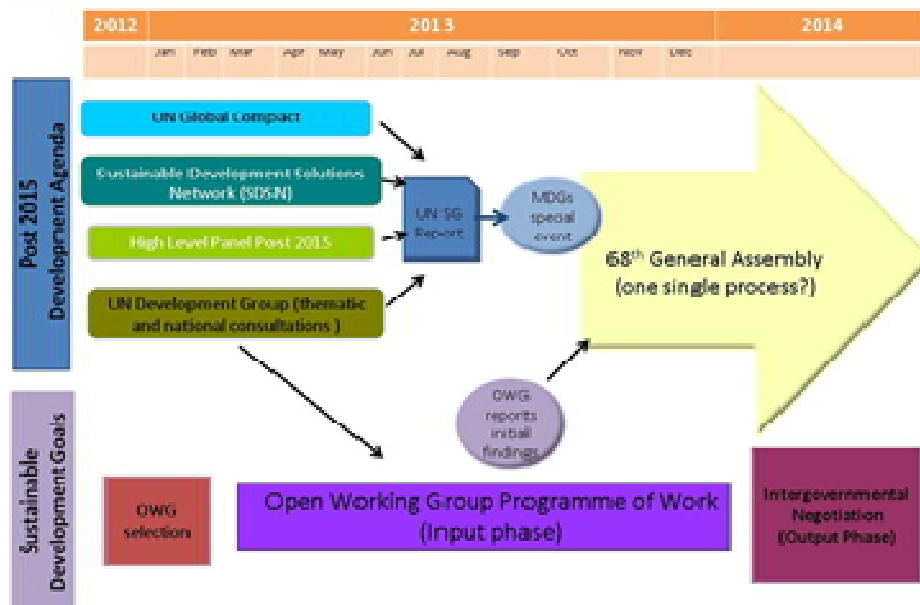 2012 2013 2014
Jan Feb Mar Apr May Jun Jul Aug Sep Oct Nov Dec
Post 2015
Development Agenda
UN Global Compact
Sustainable Development Solutions
Network (SDSN)
High Level Panel Post 2015
UN Development Group (thematic
and national consultations )
UN-SG
Report
MDGs
special
event
68th General Assembly
(one single process?)
Sustainable
Development Goals
OWG
selection
OWG
reports
initial
findings
Open Working Group Programme of Work
(Input phase)
Intergovernmental
Negotiation
(Output Phase)